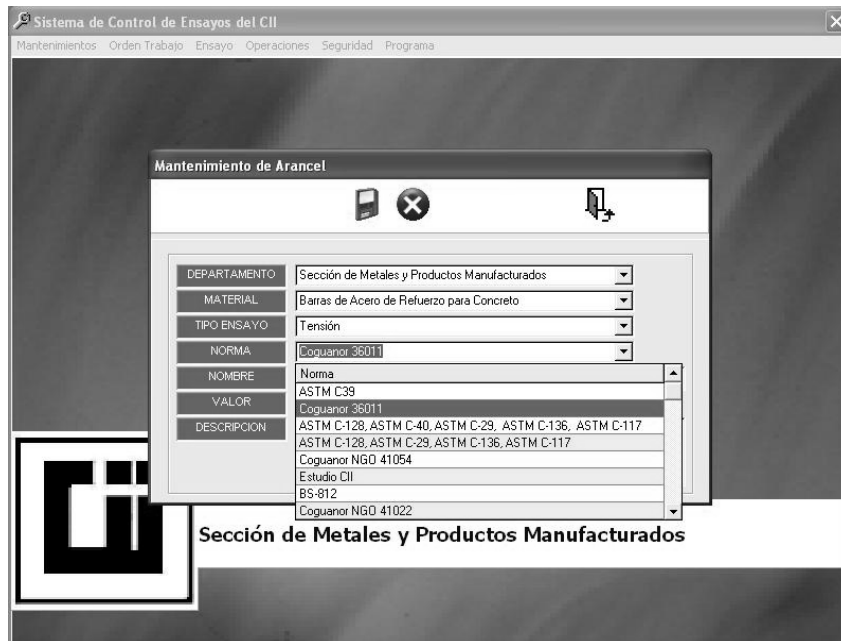 Sistema de Control de Ensayos del CII
Mantenimientos Orden Trabajo Ensayo Operaciones Seguridad Programa
Mantenimiento de Arancel
DEPARTAMENTO Sección de Metales y Productos Manufacturados
MATERIAL Barras de Acero de Refuerzo para Concreto
TIPO ENSAYO Tensión
NORMA Coguanor 36011
NOMBRE Norma
ASTM C39
VALOR Coguanor 36011
DESCRIPCION ASTM C-128, ASTM C-40, ASTM C-29, ASTM C-136, ASTM C-117
ASTM C-128, ASTM C-29, ASTM C-136, ASTM C-117
Coguanor NGO 41054
Estudio CII
BS-812
Coguanor NGO 41022
CII
Sección de Metales y Productos Manufacturados